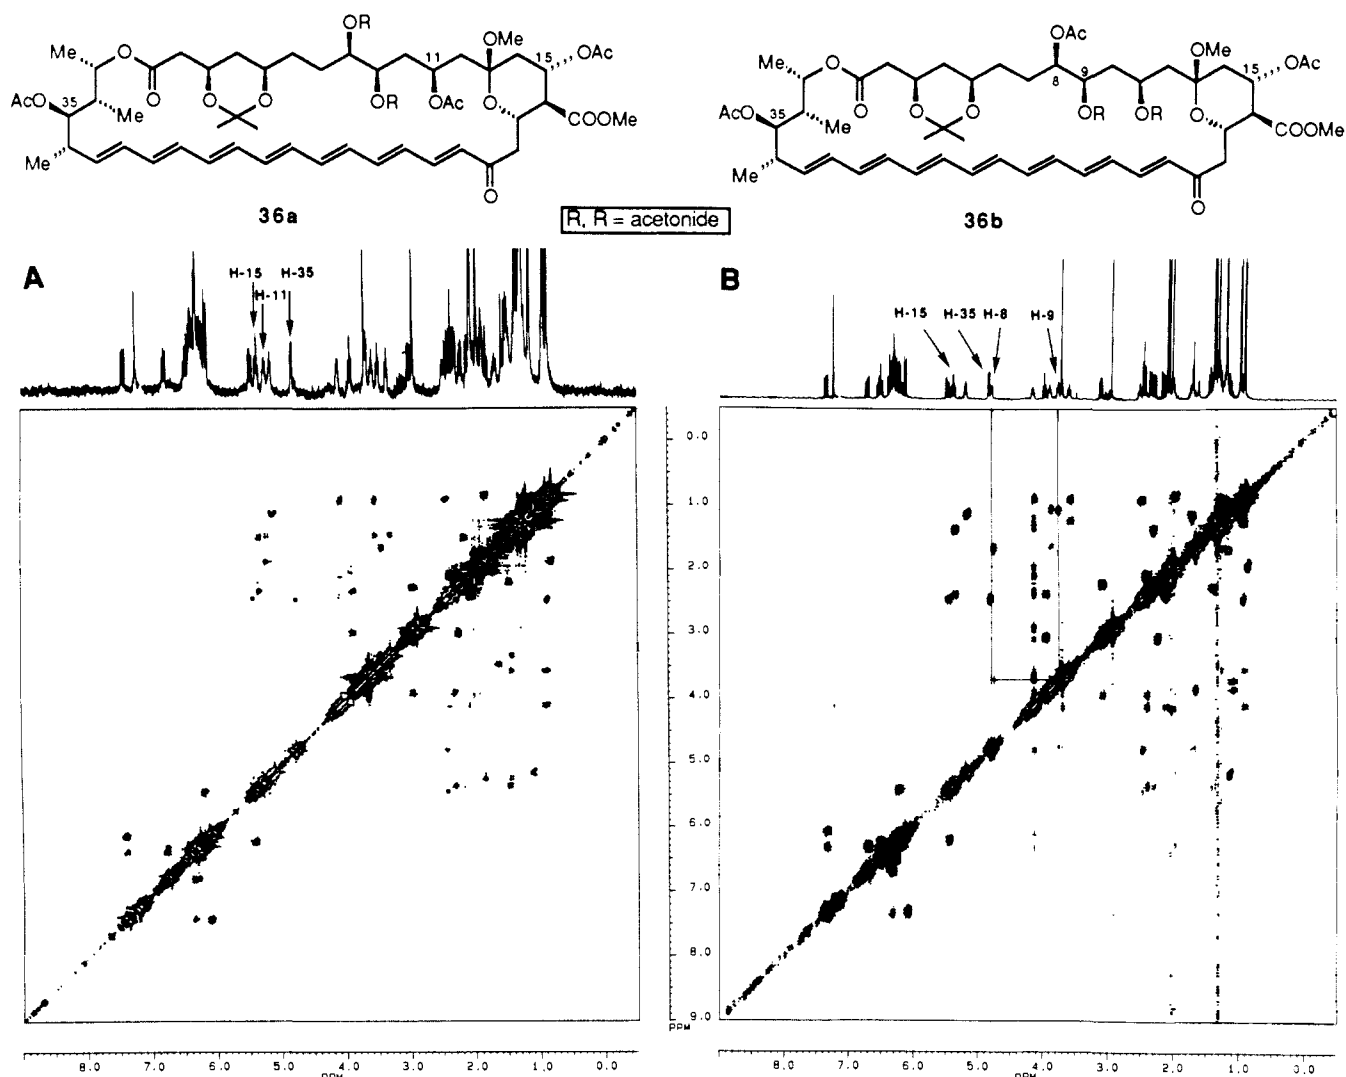 OR
Me
O
O
O
O
OR
11
OAc
OMe
15
OAc
O
COOMe
AcO
35
Me
Me
O
36a
OAc
Me
O
O
O
O
8
9
OR
OR
OMe
15
OAc
O
COOMe
AcO
35
Me
Me
O
36b
R, R = acetonide
A
H-15
H-35
H-11
B
H-15
H-35
H-8
H-9
0.0
1.0
2.0
3.0
4.0
5.0
6.0
7.0
8.0
9.0
PPM
8.0 7.0 6.0 5.0 4.0 3.0 2.0 1.0 0.0
PPM
8.0 7.0 6.0 5.0 4.0 3.0 2.0 1.0 0.0
PPM